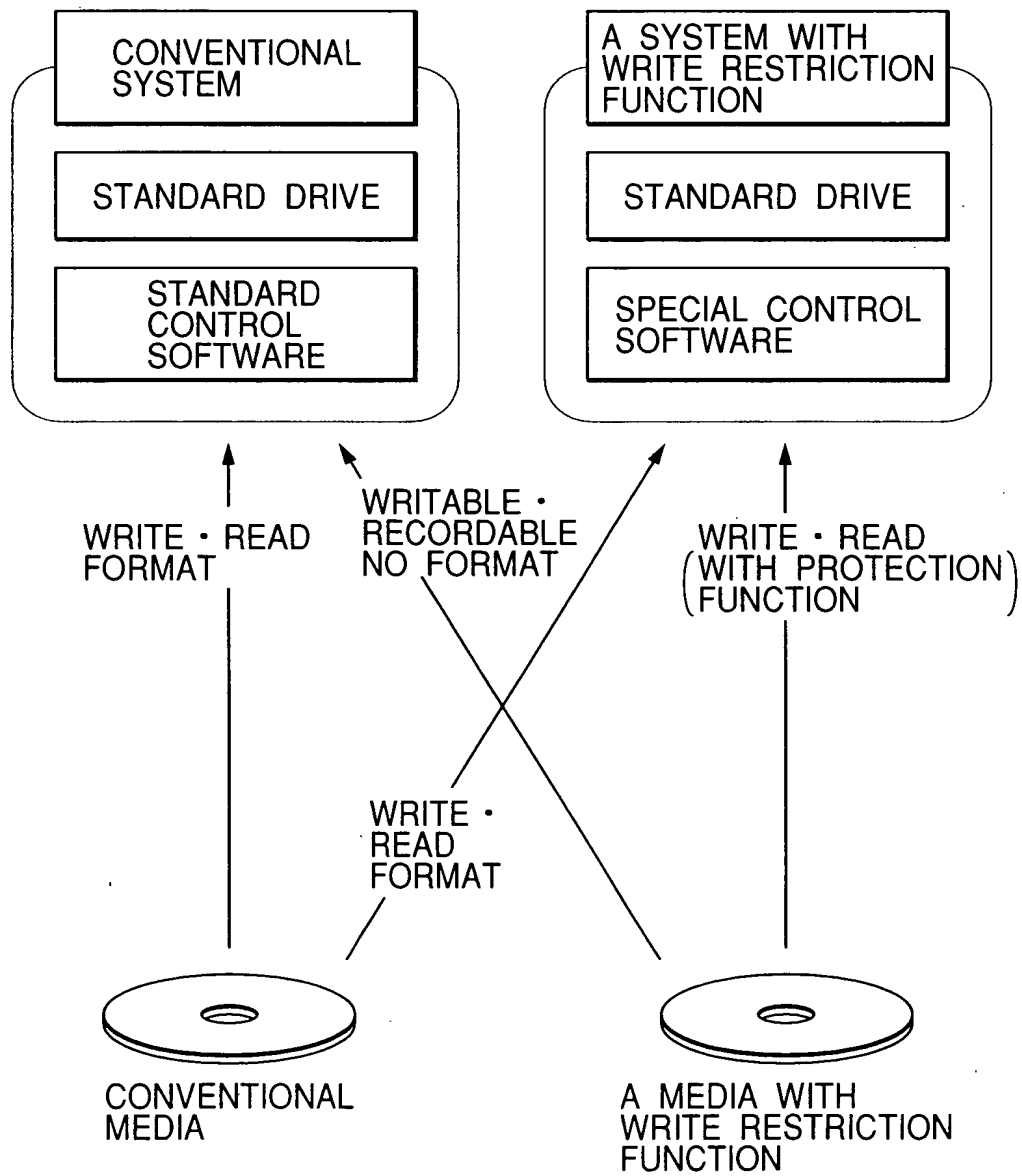 CONVENTIONAL
SYSTEM
STANDARD DRIVE
STANDARD
CONTROL
SOFTWARE
A SYSTEM WITH
WRITE RESTRICTION
FUNCTION
STANDARD DRIVE
SPECIAL CONTROL
SOFTWARE
WRITE・READ
FORMAT
WRITABLE・
RECORDABLE
NO FORMAT
WRITE・READ
(WITH PROTECTION)
FUNCTION
WRITE・
READ
FORMAT
CONVENTIONAL
MEDIA
A MEDIA WITH
WRITE RESTRICTION
FUNCTION